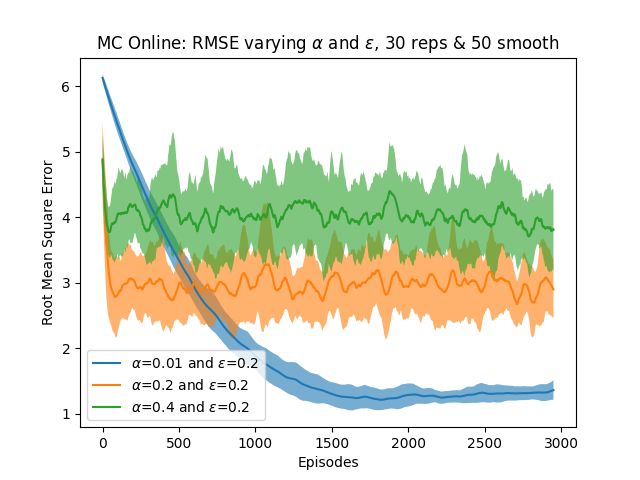 MC Online: RMSE varying α and ε, 30 reps & 50 smooth
Root Mean Square Error
6
5
4
3
2
1
α=0.01 and ε=0.2
α=0.2 and ε=0.2
α=0.4 and ε=0.2
0 500 1000 1500 2000 2500 3000
Episodes